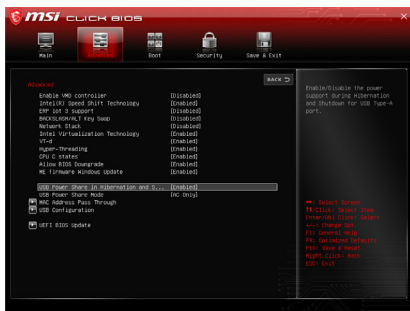 msi CLICK BIOS
×
Main
Advanced
Boot
Security
Save & Exit
BACK
Advanced
Enable VMD controller [Disabled]
Intel(R) Speed Shift Technology [Enabled]
ERP lot 3 support [Disabled]
BACKSLASH/ALT Key Swap [Disabled]
Network Stack [Disabled]
Intel Virtualization Technology [Enabled]
VT-d [Enabled]
Hyper-Threading [Enabled]
CPU C states [Enabled]
Allow BIOS Downgrade [Enabled]
ME firmware Windows Update [Enabled]
USB Power Share in Hibernation and S... [Enabled]
USB Power Share Mode [AC Only]
MAC Address Pass Through
USB Configuration
UEFI BIOS Update
Enable/Disable the power
support during Hibernation
and Shutdown for USB Type-A
port.
: Select Screen
/Click: Select Item
Enter/Dbl Click: Select
+/-: Change Opt.
F1: General Help
F9: Optimized Defaults
F10: Save & Reset
Right Click: Back
ESC: Exit